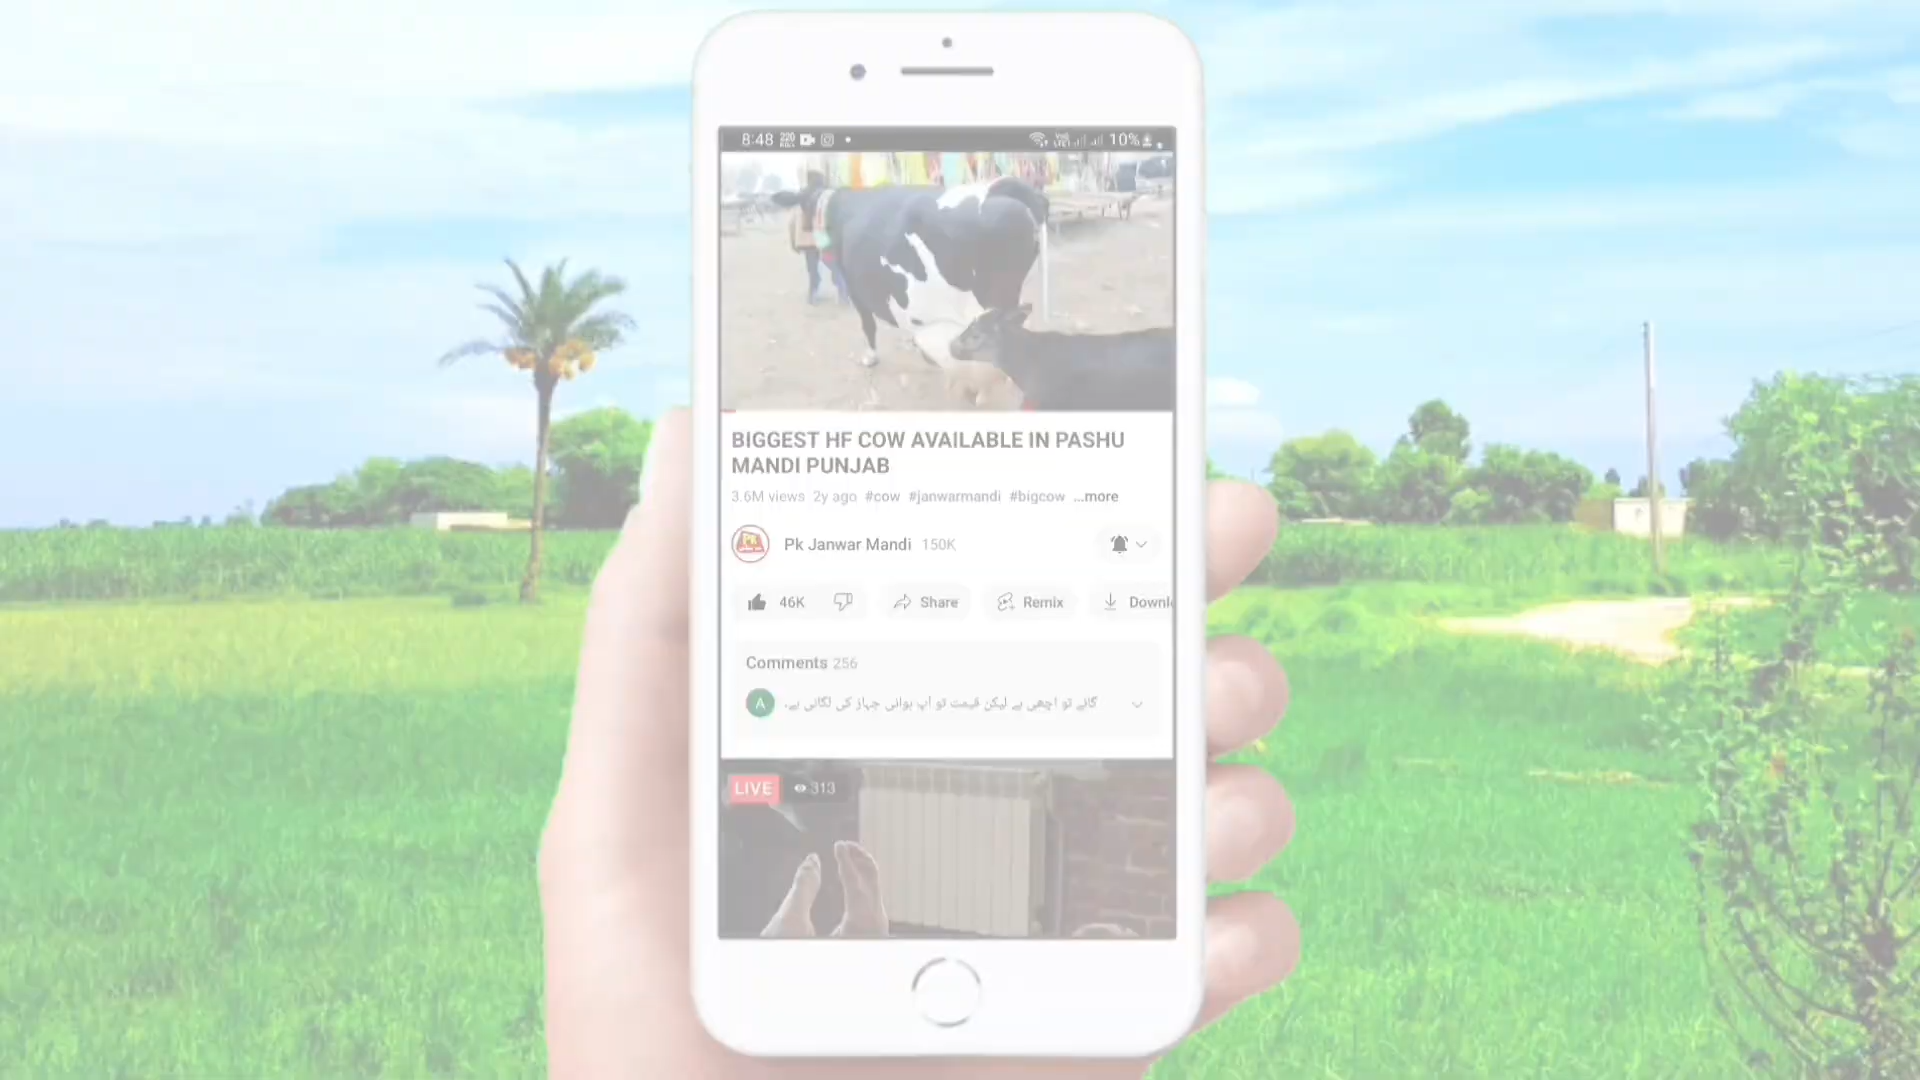 8:48 10%
BIGGEST HF COW AVAILABLE IN PASHU
MANDI PUNJAB
3.6M views 2y ago #cow #janwarmandi #bigcow ...more
PK
Pk Janwar Mandi 150K
46K Share Remix Downl
Comments 256
A گائے تو اچھی ہے لیکن قیمت تو آپ ہوائی جہاز کی لگائی ہے۔
LIVE 313